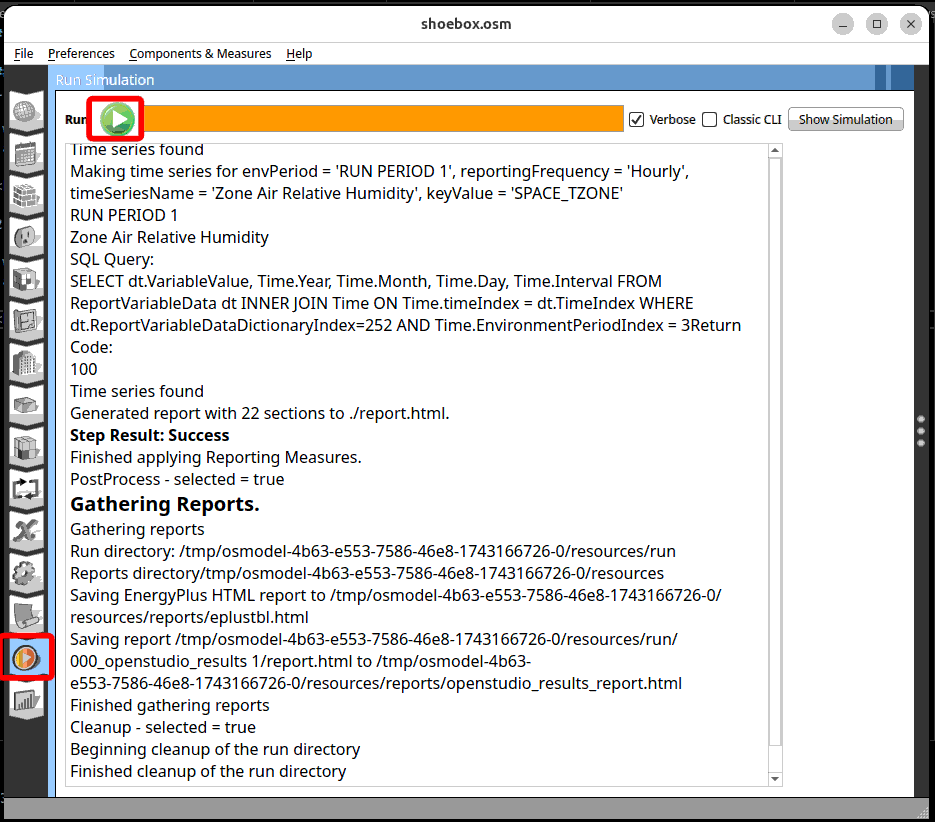 shoebox.osm
File Preferences Components & Measures Help
Run Simulation
Run Verbose Classic CLI Show Simulation
Time series found
Making time series for envPeriod = 'RUN PERIOD 1', reportingFrequency = 'Hourly',
timeSeriesName = 'Zone Air Relative Humidity', keyValue = 'SPACE_TZONE'
RUN PERIOD 1
Zone Air Relative Humidity
SQL Query:
SELECT dt.VariableValue, Time.Year, Time.Month, Time.Day, Time.Interval FROM
ReportVariableData dt INNER JOIN Time ON Time.timeIndex = dt.TimeIndex WHERE
dt.ReportVariableDataDictionaryIndex=252 AND Time.EnvironmentPeriodIndex = 3Return
Code:
100
Time series found
Generated report with 22 sections to ./report.html.
Step Result: Success
Finished applying Reporting Measures.
PostProcess - selected = true
Gathering Reports.
Gathering reports
Run directory: /tmp/osmodel-4b63-e553-7586-46e8-1743166726-0/resources/run
Reports directory/tmp/osmodel-4b63-e553-7586-46e8-1743166726-0/resources
Saving EnergyPlus HTML report to /tmp/osmodel-4b63-e553-7586-46e8-1743166726-0/
resources/reports/eplustbl.html
Saving report /tmp/osmodel-4b63-e553-7586-46e8-1743166726-0/resources/run/
000_openstudio_results 1/report.html to /tmp/osmodel-4b63-
e553-7586-46e8-1743166726-0/resources/reports/openstudio_results_report.html
Finished gathering reports
Cleanup - selected = true
Beginning cleanup of the run directory
Finished cleanup of the run directory